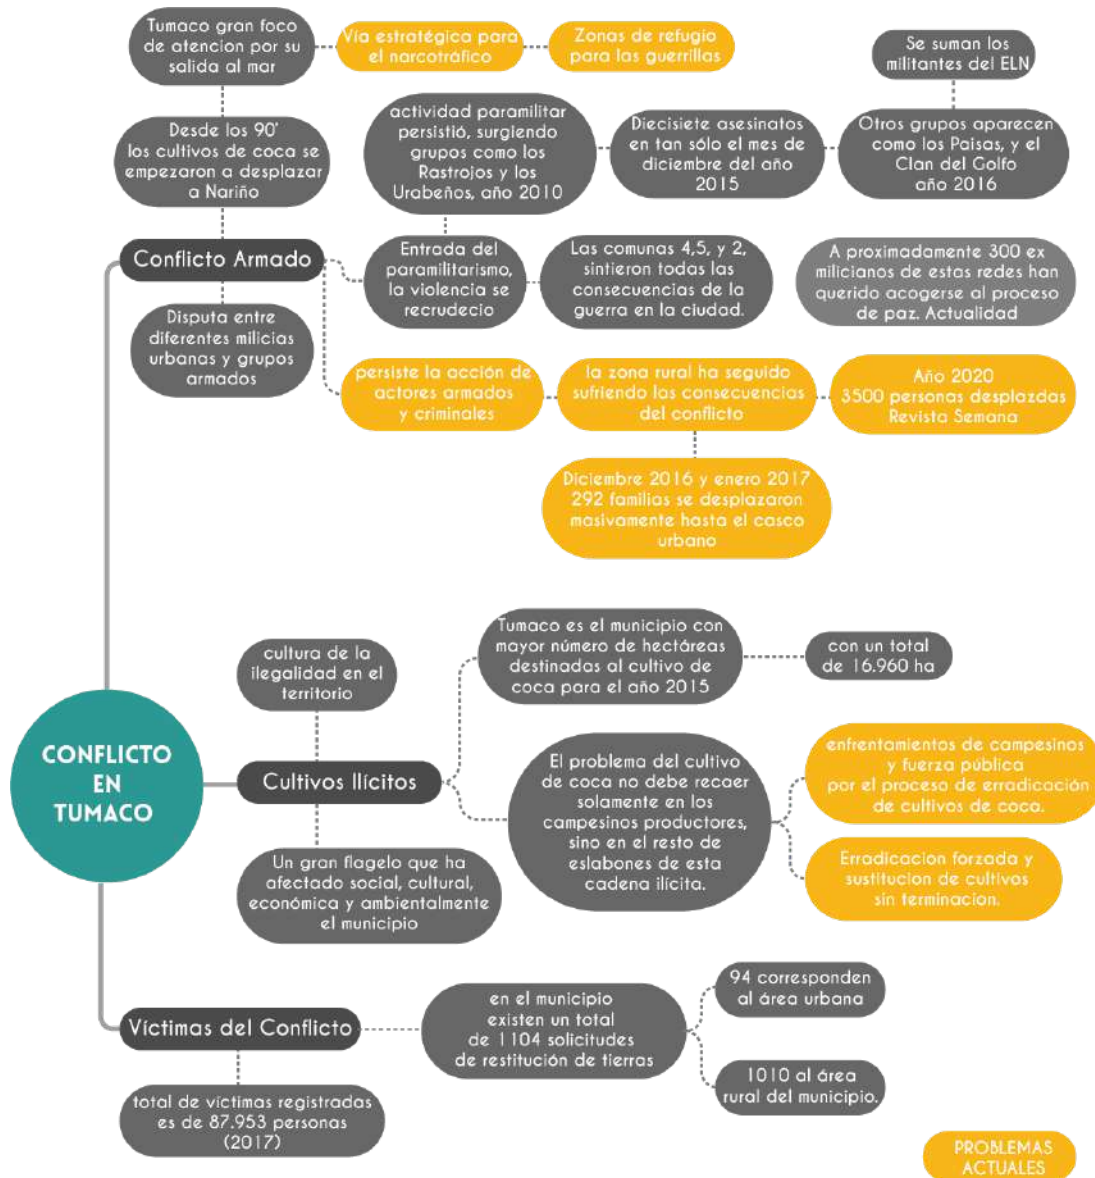 Tumaco gran foco
de atencion por su
salida al mar
Vía estratégica para
el narcotráfico
Zonas de refugio
para las guerrillas
Se suman los
militantes del ELN
Desde los 90'
los cultivos de coca se
empezaron a desplazar
a Nariño
actividad paramilitar
persistió, surgiendo
grupos como los
Rastrojos y los
Urabeños, año 2010
Diecisiete asesinatos
en tan sólo el mes de
diciembre del año
2015
Otros grupos aparecen
como los Paisas, y el
Clan del Golfo
año 2016
Conflicto Armado
Entrada del
paramilitarismo,
la violencia se
recrudecio
Las comunas 4,5, y 2,
sintieron todas las
consecuencias de la
guerra en la ciudad.
A proximadamente 300 ex
milicianos de estas redes han
querido acogerse al proceso
de paz. Actualidad
Disputa entre
diferentes milicias
urbanas y grupos
armados
persiste la acción de
actores armados
y criminales
la zona rural ha seguido
sufriendo las consecuencias
del conflicto
Año 2020
3500 personas desplazdas
Revista Semana
Diciembre 2016 y enero 2017
292 familias se desplazaron
masivamente hasta el casco
urbano
CONFLICTO
EN
TUMACO
cultura de la
ilegalidad en el
territorio
Cultivos Ilícitos
Un gran flagelo que ha
afectado social, cultural,
económica y ambientalmente
el municipio
Tumaco es el municipio con
mayor número de hectáreas
destinadas al cultivo de
coca para el año 2015
con un total
de 16.960 ha
El problema del cultivo
de coca no debe recaer
solamente en los
campesinos productores,
sino en el resto de
eslabones de esta
cadena ilícita.
enfrentamientos de campesinos
y fuerza pública
por el proceso de erradicación
de cultivos de coca.
Erradicacion forzada y
sustitucion de cultivos
sin terminacion.
Víctimas del Conflicto
total de víctimas registradas
es de 87.953 personas
(2017)
en el municipio
existen un total
de 1104 solicitudes
de restitución de tierras
94 corresponden
al área urbana
1010 al área
rural del municipio.
PROBLEMAS
ACTUALES